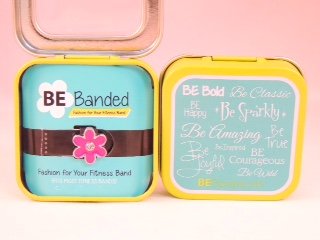 BE Banded
Fashion for Your Fitness Band
Fashion for Your Fitness Band
BE Bold Be Classic
BE Happy
Be Sparkly
Be Amazing
Be True
Be Inspired
Be Joyful
BE Courageous
Be Wild
BE